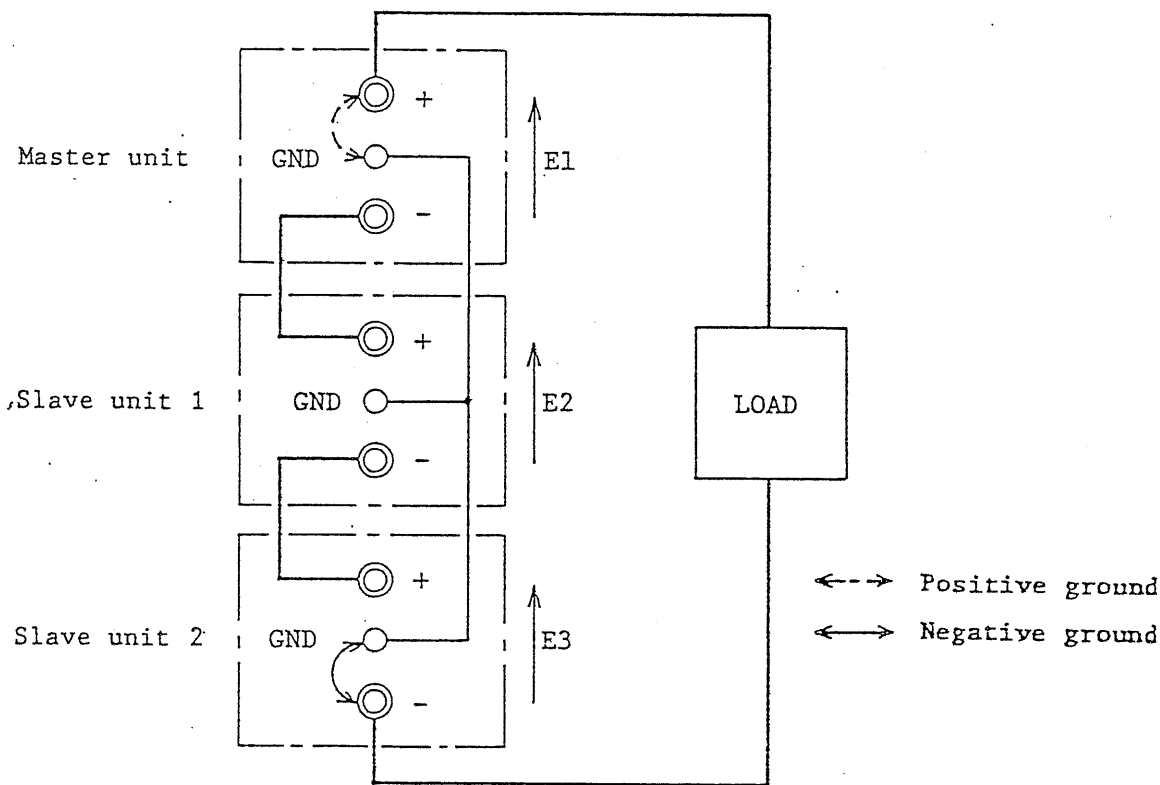 +
Master unit
GND
E1
-
+
Slave unit 1
GND
E2
LOAD
-
+
Positive ground
Slave unit 2
GND
E3
Negative ground
-